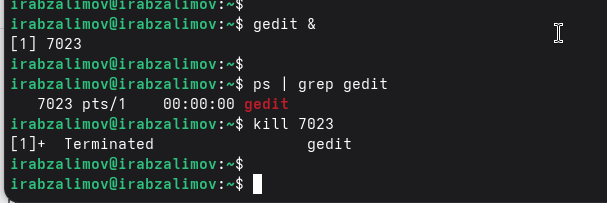 irabzalimov@irabzalimov:~$
irabzalimov@irabzalimov:~$ gedit &
[1] 7023
irabzalimov@irabzalimov:~$
irabzalimov@irabzalimov:~$ ps | grep gedit
   7023 pts/1    00:00:00 gedit
irabzalimov@irabzalimov:~$ kill 7023
[1]+  Terminated              gedit
irabzalimov@irabzalimov:~$
irabzalimov@irabzalimov:~$